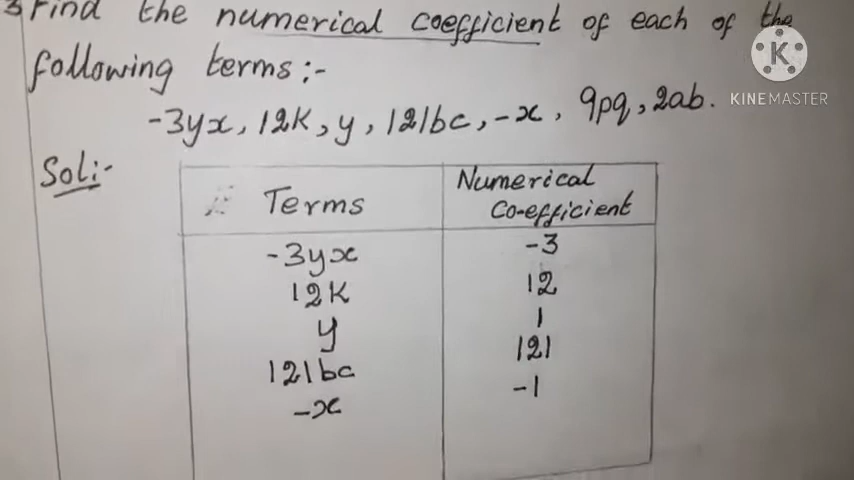 3 Find the numerical coefficient of each of the
following terms :-
-3yx, 12K, y, 121bc, -x, 9pq, 2ab.
K
KINEMASTER
Sol:-
Terms
Numerical
Co-efficient
-3yx -3
12K 12
y 1
121bc 121
-x -1